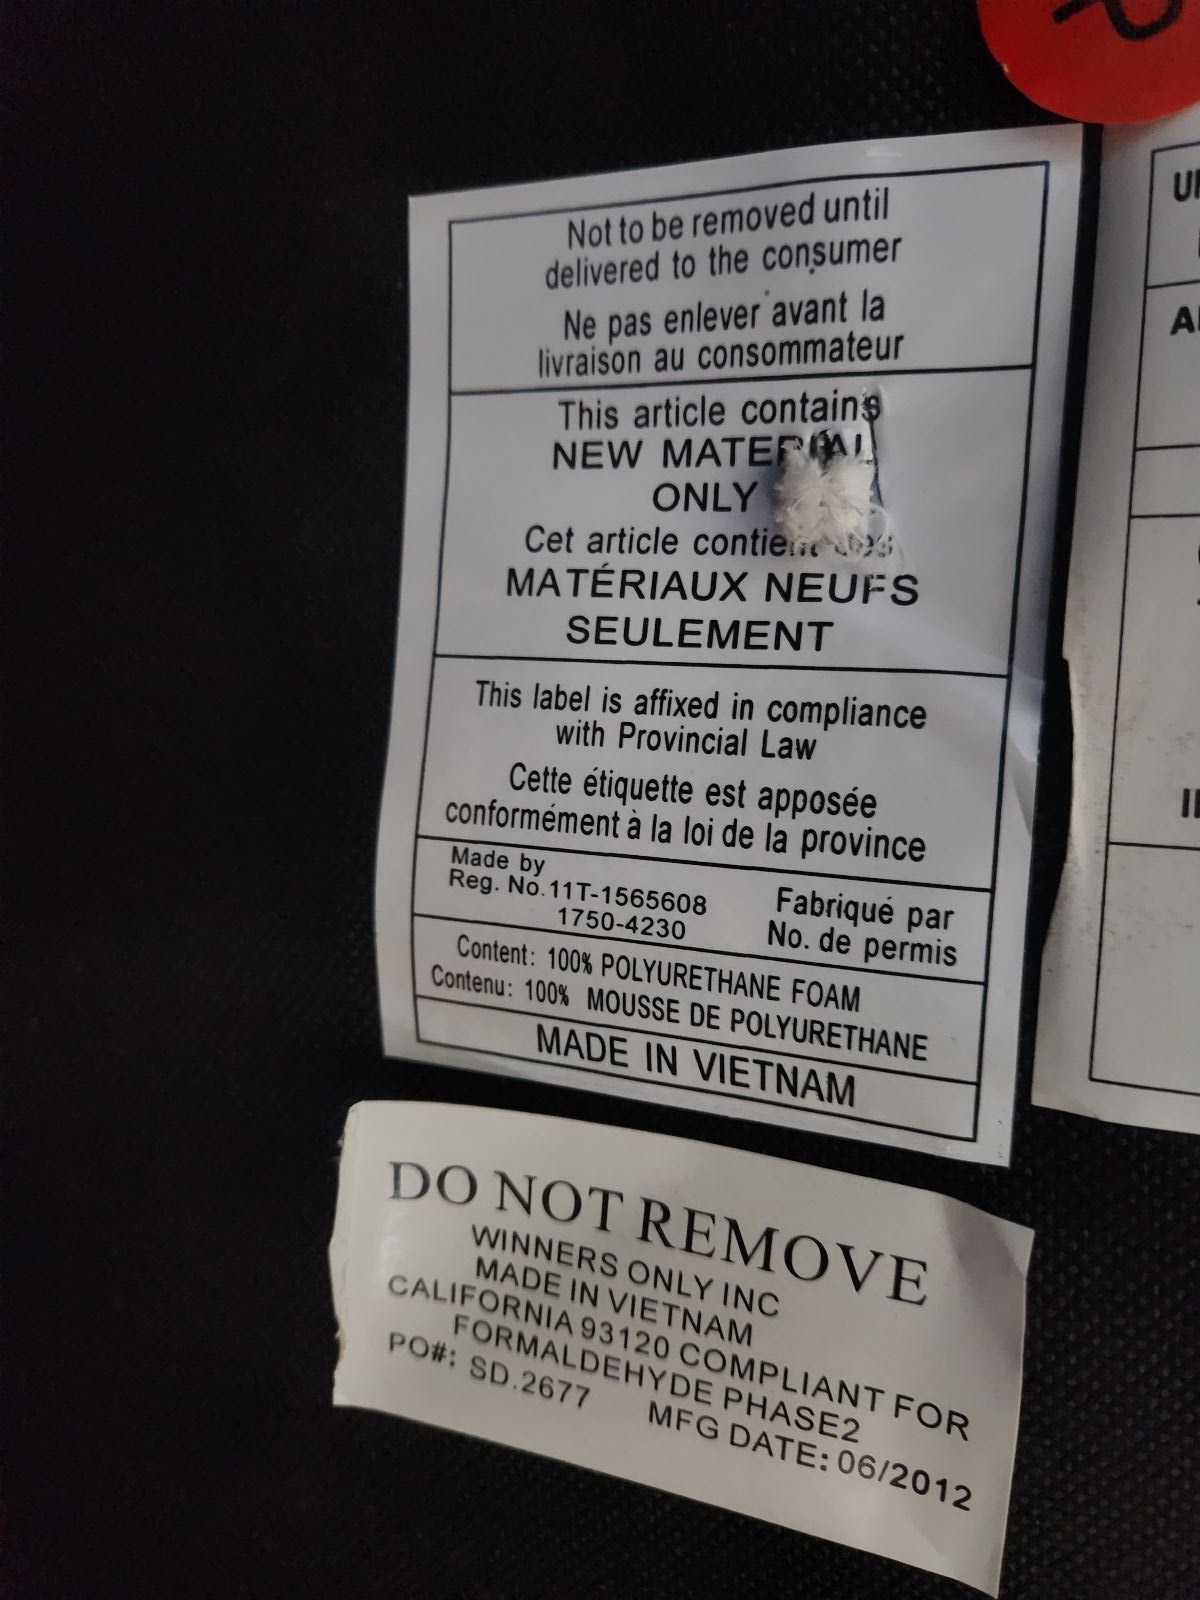 Not to be removed until
delivered to the consumer
Ne pas enlever avant la
livraison au consommateur
This article contains
NEW MATERIAL
ONLY
Cet article contient des
MATÉRIAUX NEUFS
SEULEMENT
This label is affixed in compliance
with Provincial Law
Cette étiquette est apposée
conformément à la loi de la province
Made by
Reg. No.11T-1565608
1750-4230
Fabriqué par
No. de permis
Content: 100% POLYURETHANE FOAM
Contenu: 100% MOUSSE DE POLYURETHANE
MADE IN VIETNAM
DO NOT REMOVE
WINNERS ONLY INC
MADE IN VIETNAM
CALIFORNIA 93120 COMPLIANT FOR
FORMALDEHYDE PHASE2
PO#: SD.2677 MFG DATE: 06/2012